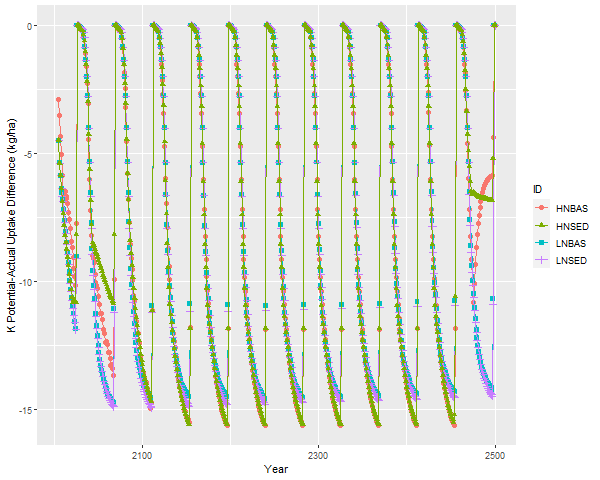 K Potential-Actual Uptake Difference (kg/ha)
0
-5
-10
-15
2100
2300
2500
Year
ID
HNBAS
HNSED
LNBAS
LNSED